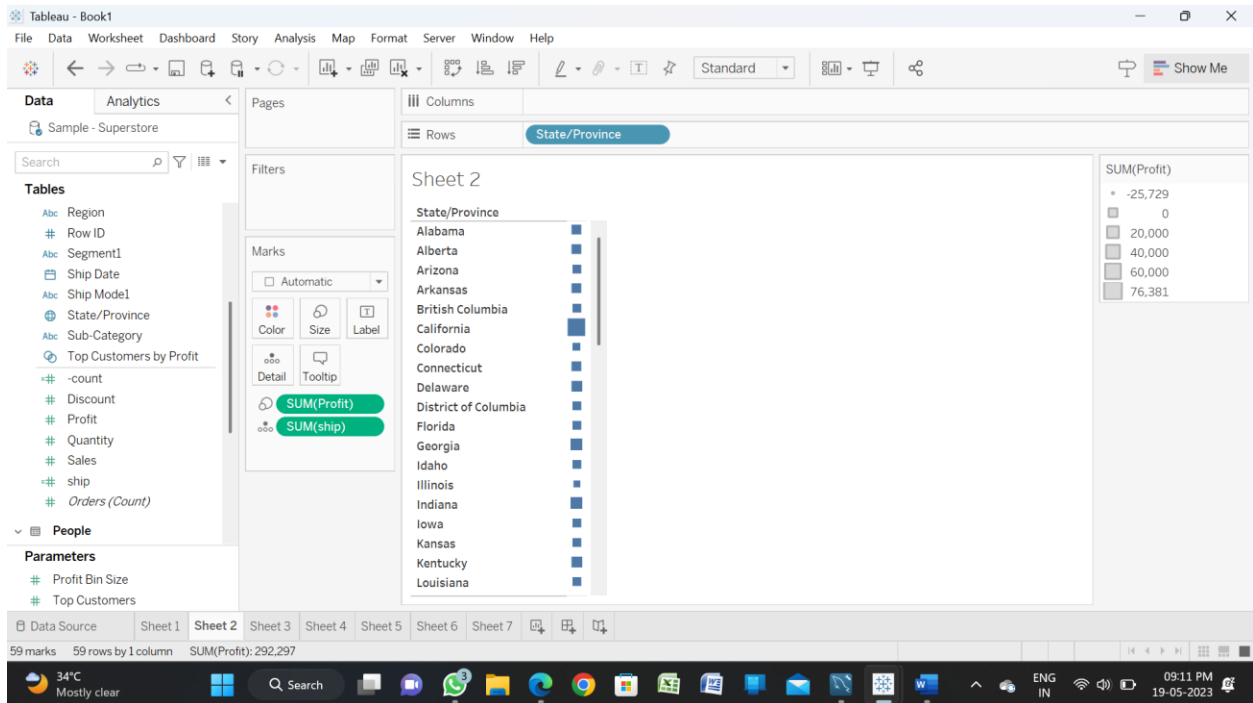 Tableau - Book1
File Data Worksheet Dashboard Story Analysis Map Format Server Window Help
Standard
Show Me
Data Analytics
Sample - Superstore
Search
Tables
Abc Region
# Row ID
Abc Segment1
Ship Date
Abc Ship Mode1
State/Province
Abc Sub-Category
Top Customers by Profit
=# -count
# Discount
# Profit
# Quantity
# Sales
=# ship
# Orders (Count)
People
Parameters
# Profit Bin Size
# Top Customers
Pages
Filters
Marks
Automatic
Color Size Label
Detail Tooltip
SUM(Profit)
SUM(ship)
Columns
Rows State/Province
Sheet 2
State/Province
Alabama
Alberta
Arizona
Arkansas
British Columbia
California
Colorado
Connecticut
Delaware
District of Columbia
Florida
Georgia
Idaho
Illinois
Indiana
Iowa
Kansas
Kentucky
Louisiana
SUM(Profit)
-25,729
0
20,000
40,000
60,000
76,381
Data Source Sheet 1 Sheet 2 Sheet 3 Sheet 4 Sheet 5 Sheet 6 Sheet 7
59 marks 59 rows by 1 column SUM(Profit): 292,297
34°C
Mostly clear
Search
3
ENG
IN
09:11 PM
19-05-2023